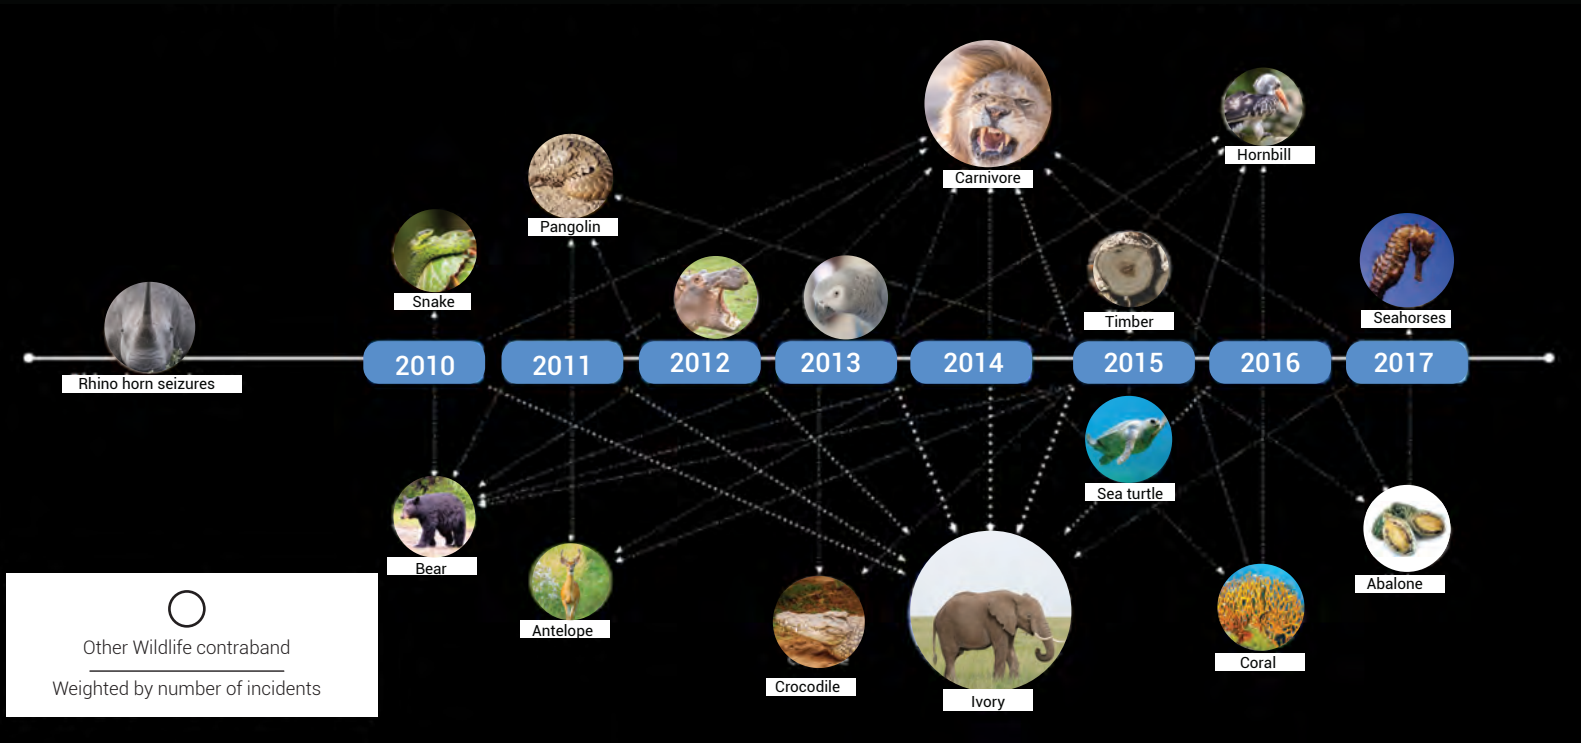 Carnivore
Hornbill
Pangolin
Snake
Timber
Seahorses
Rhino horn seizures
2010
2011
2012
2013
2014
2015
2016
2017
Sea turtle
Bear
Antelope
Crocodile
Ivory
Coral
Abalone
Other Wildlife contraband
Weighted by number of incidents